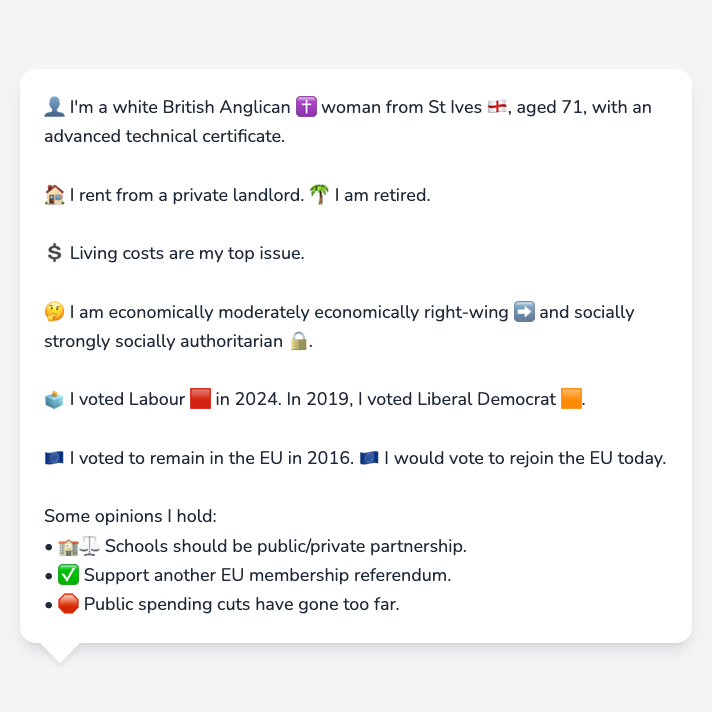 👤 I'm a white British Anglican ✝️ woman from St Ives 🏴󠁧󠁢󠁥󠁮󠁧󠁿, aged 71, with an
advanced technical certificate.
🏠 I rent from a private landlord. 🌴 I am retired.
💲 Living costs are my top issue.
🤔 I am economically moderately economically right-wing ➡️ and socially
strongly socially authoritarian 🔒.
🗳️ I voted Labour 🟥 in 2024. In 2019, I voted Liberal Democrat 🟧.
🇪🇺 I voted to remain in the EU in 2016. 🇪🇺 I would vote to rejoin the EU today.
Some opinions I hold:
• 🏫⚖️ Schools should be public/private partnership.
• ✅ Support another EU membership referendum.
• 🛑 Public spending cuts have gone too far.